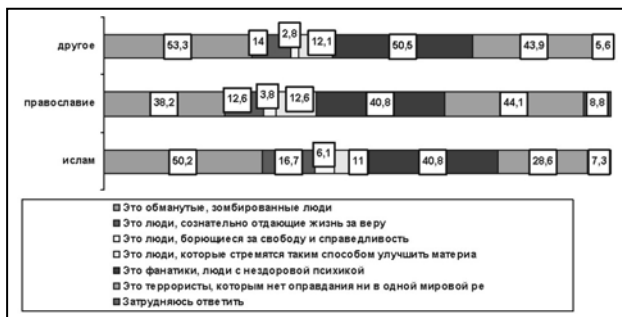 другое 53,3 14 2,8 12,1 50,5 43,9 5,6
православие 38,2 12,6 3,8 12,6 40,8 44,1 8,8
ислам 50,2 16,7 6,1 11 40,8 28,6 7,3
Это обманутые, зомбированные люди
Это люди, сознательно отдающие жизнь за веру
Это люди, борющиеся за свободу и справедливость
Это люди, которые стремятся таким способом улучшить материа
Это фанатики, люди с нездоровой психикой
Это террористы, которым нет оправдания ни в одной мировой ре
Затрудняюсь ответить